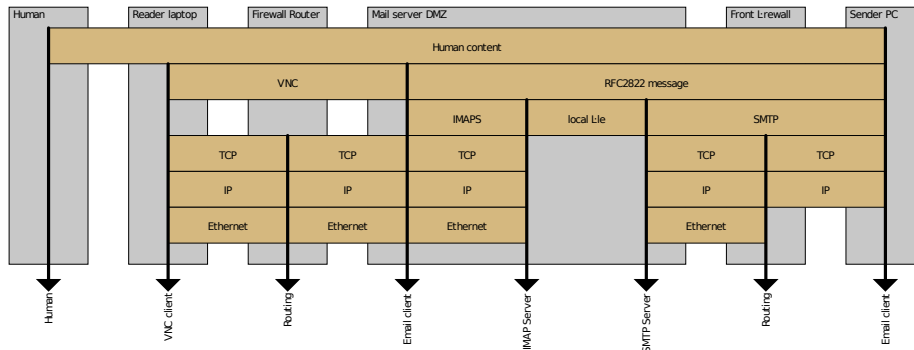 Human
Reader laptop
Firewall Router
Mail server DMZ
Front Ŀrewall
Sender PC
Human content
VNC
RFC2822 message
IMAPS
local Ŀle
SMTP
TCP
TCP
TCP
TCP
TCP
IP
IP
IP
IP
IP
Ethernet
Ethernet
Ethernet
Ethernet
Human
VNC client
Routing
Email client
IMAP Server
SMTP Server
Routing
Email client